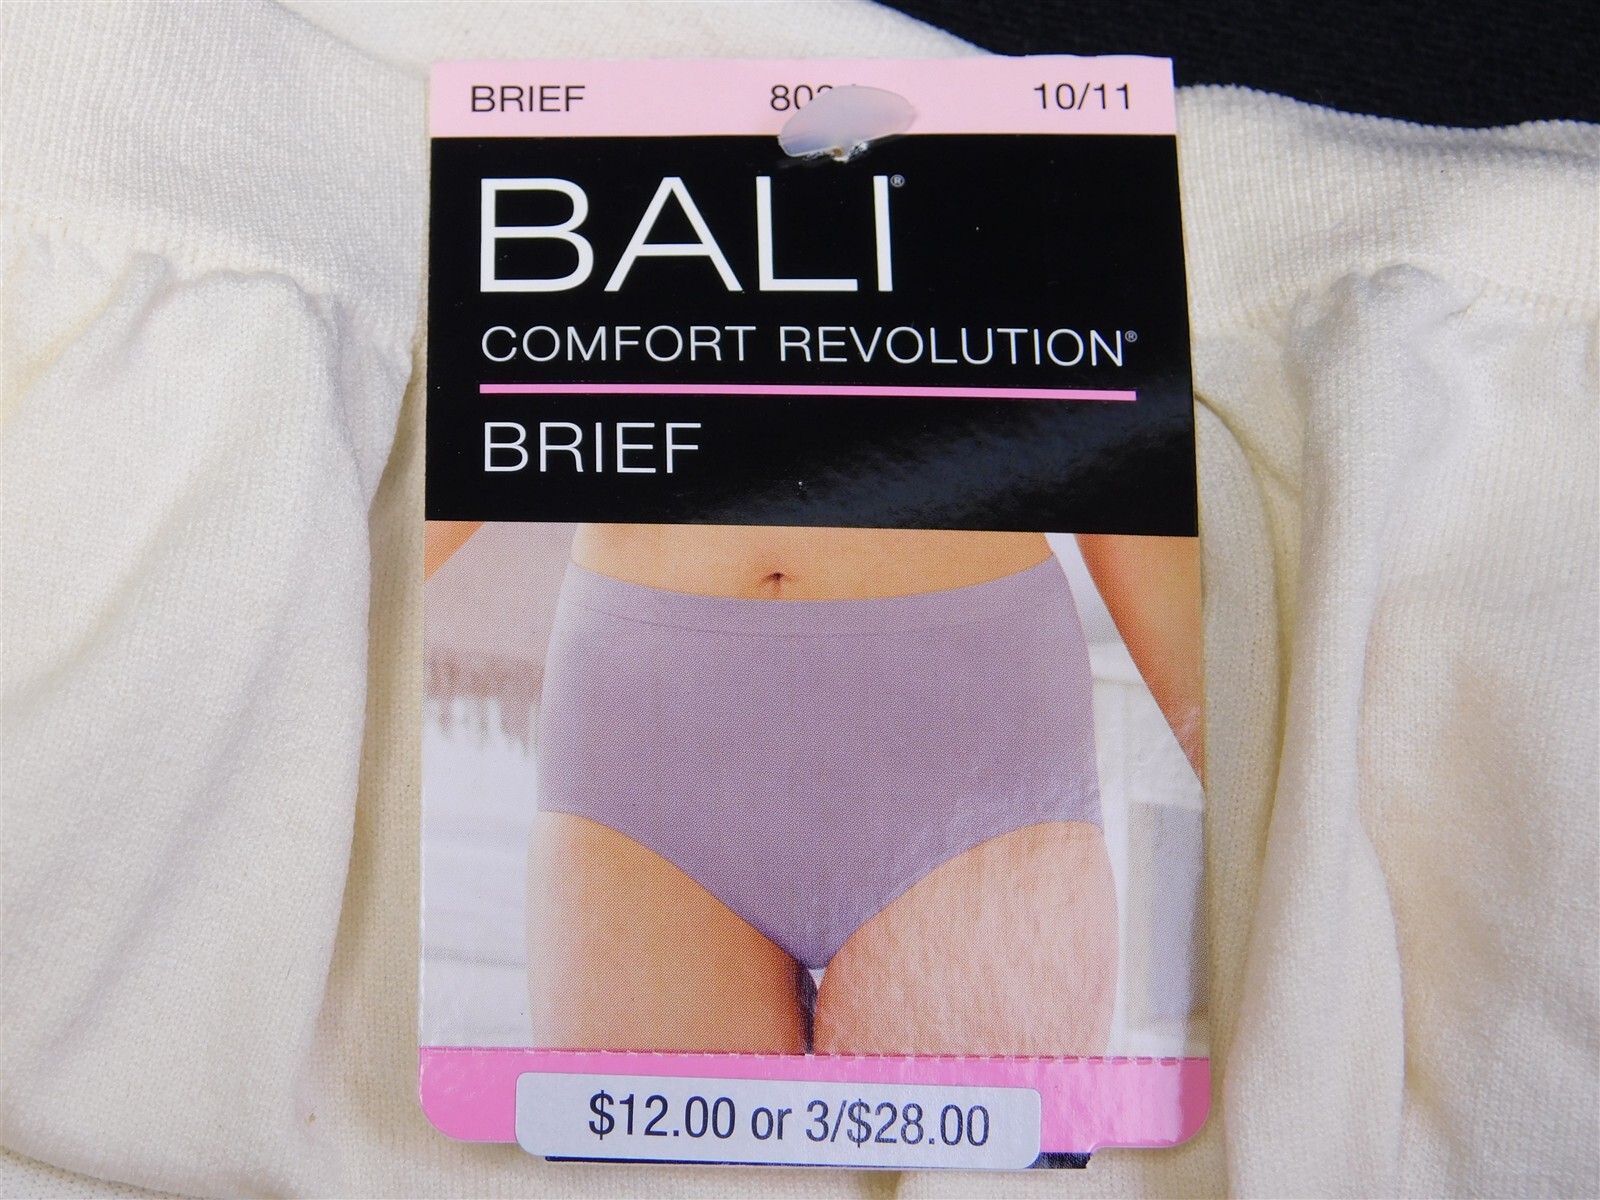 BRIEF 10/11
BALI®
COMFORT REVOLUTION®
BRIEF
$12.00 or 3/$28.00